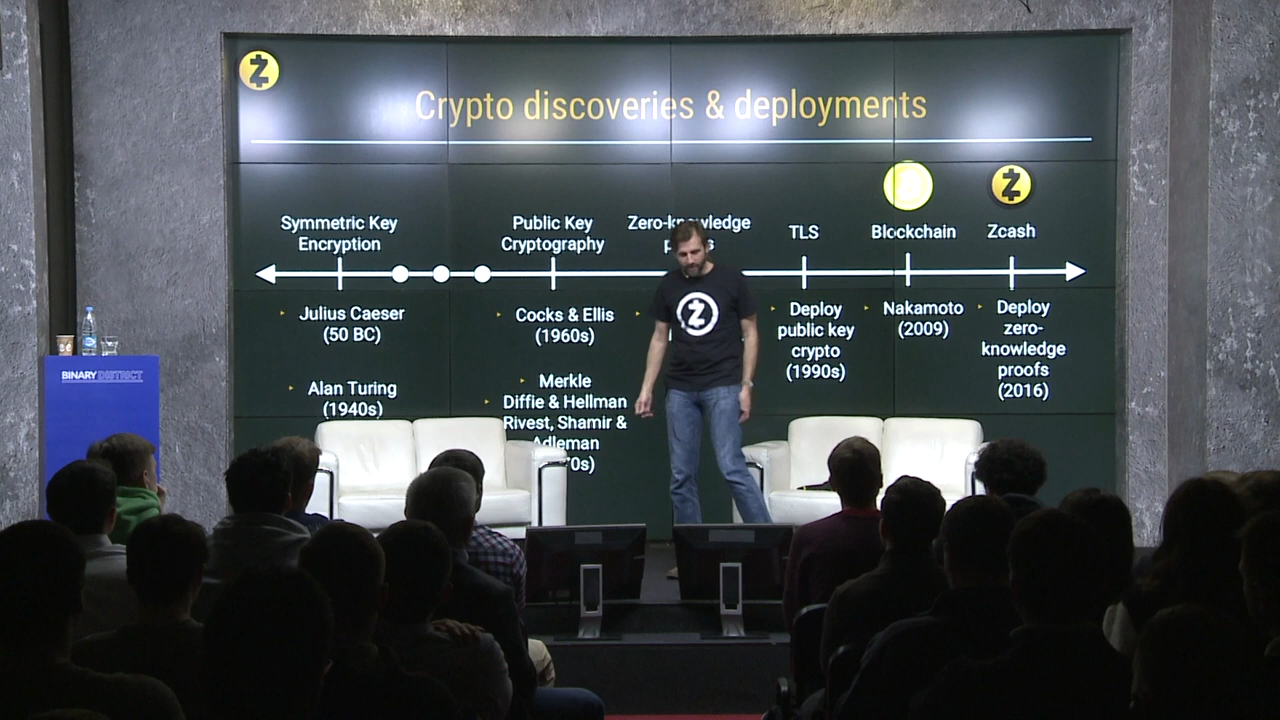 Crypto discoveries & deployments
Symmetric Key
Encryption
Public Key
Cryptography
Zero-knowledge
TLS
Blockchain
Zcash
Julius Caeser
(50 BC)
Alan Turing
(1940s)
Cocks & Ellis
(1960s)
Merkle
Diffie & Hellman
Rivest, Shamir &
Adleman
Deploy
public key
crypto
(1990s)
Nakamoto
(2009)
Deploy
zero-
knowledge
proofs
(2016)
BINARY DISTRICT